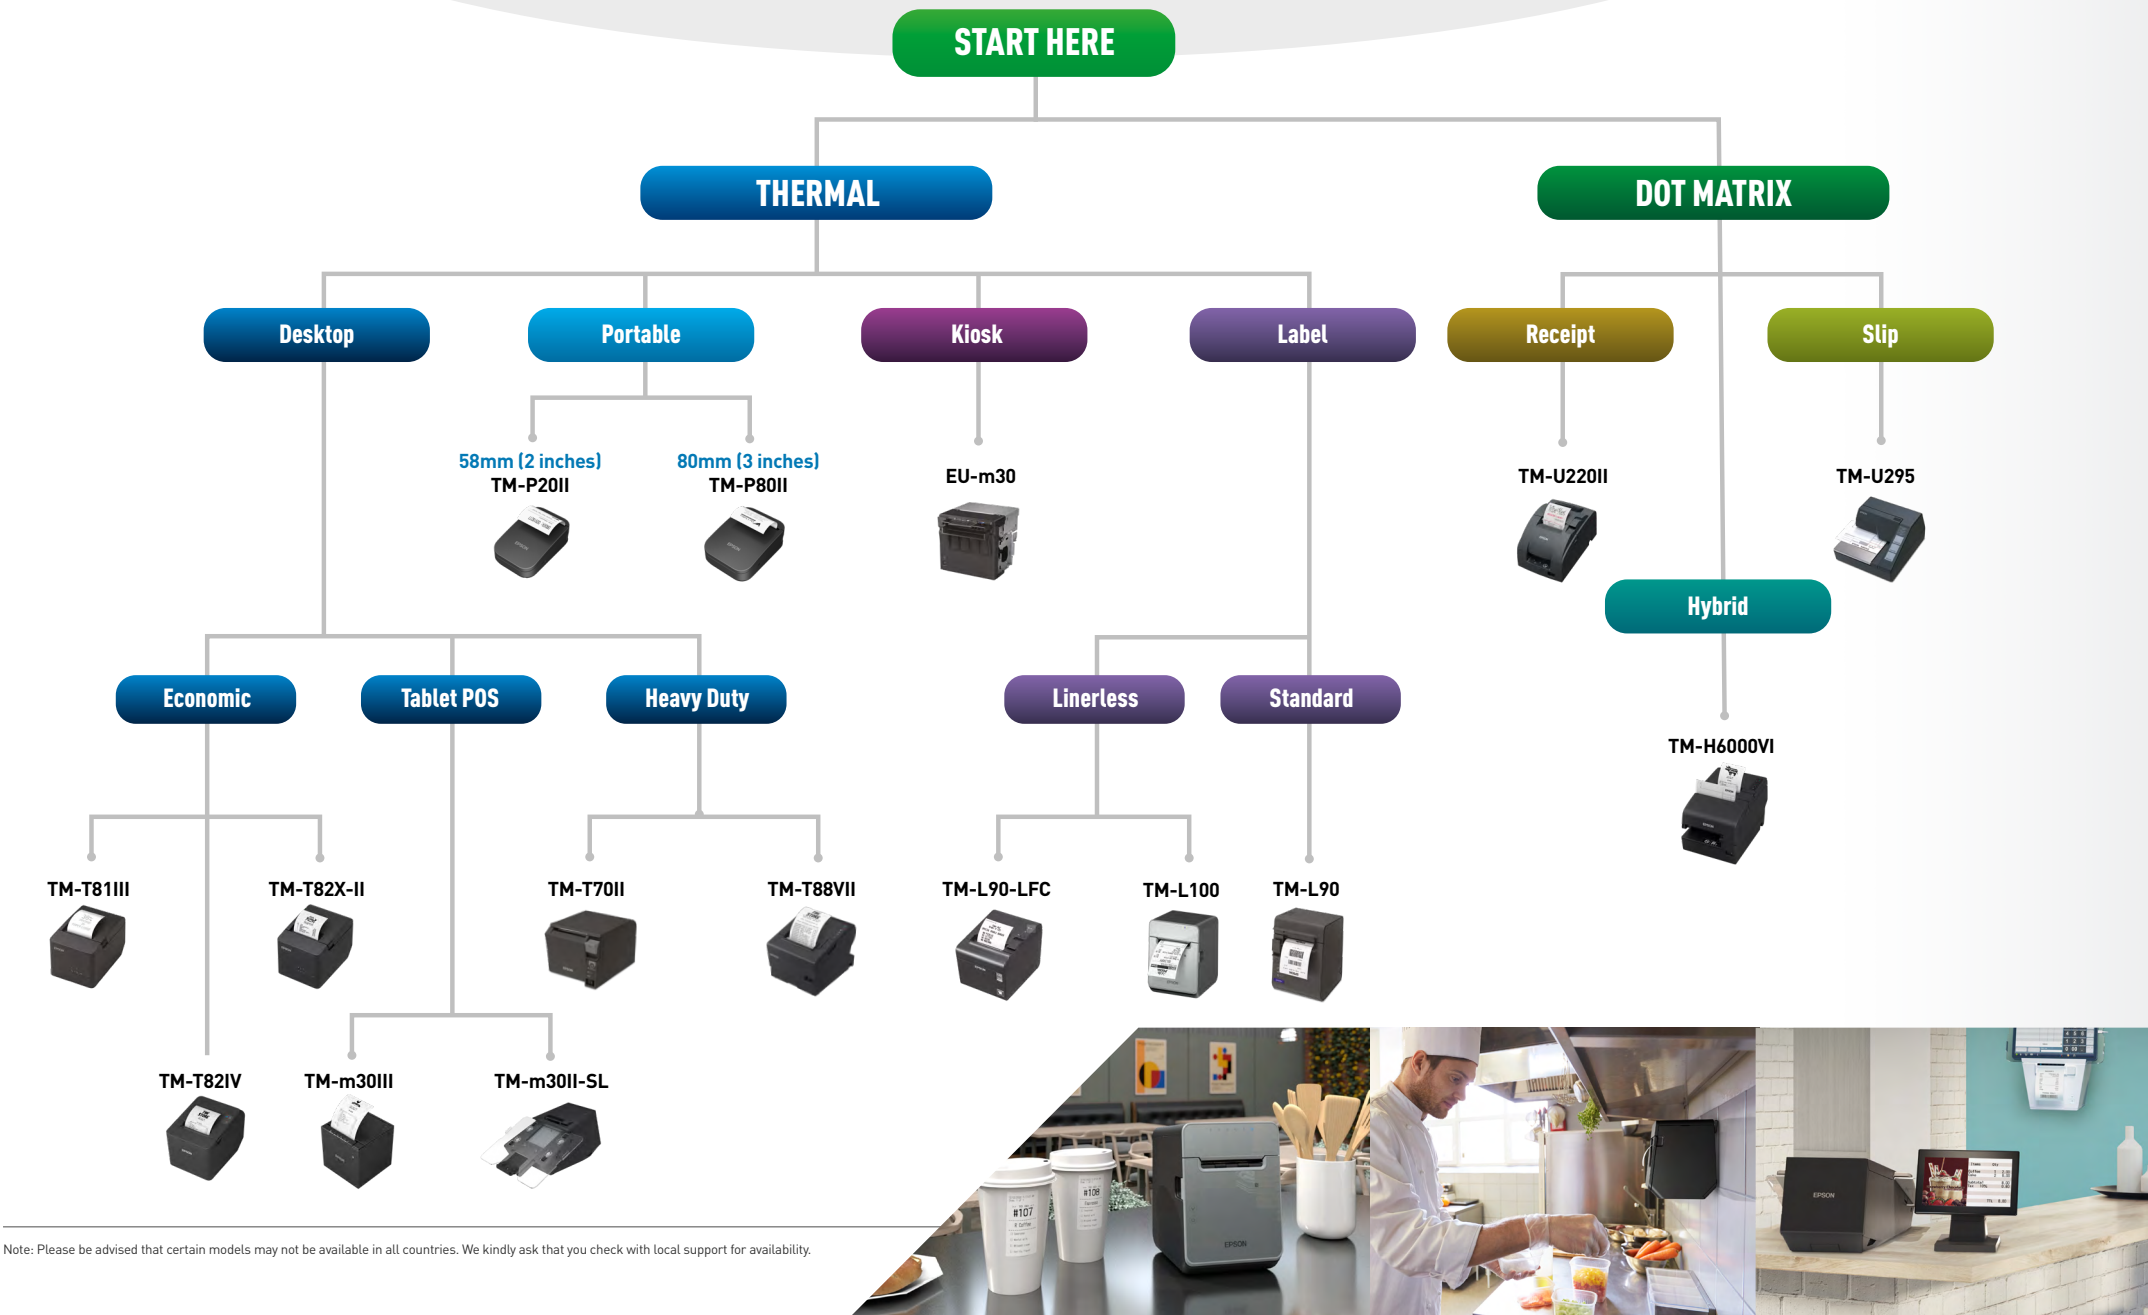 START HERE
THERMAL
DOT MATRIX
Desktop
Portable
Kiosk
Label
Receipt
Slip
58mm (2 inches)
TM-P20II
80mm (3 inches)
TM-P80II
EU-m30
TM-U220II
TM-U295
Hybrid
Economic
Tablet POS
Heavy Duty
Linerless
Standard
TM-H6000VI
TM-T81III
TM-T82X-II
TM-T70II
TM-T88VII
TM-L90-LFC
TM-L100
TM-L90
TM-T82IV
TM-m30III
TM-m30II-SL
#107
#108
EPSON
EPSON
Note: Please be advised that certain models may not be available in all countries. We kindly ask that you check with local support for availability.